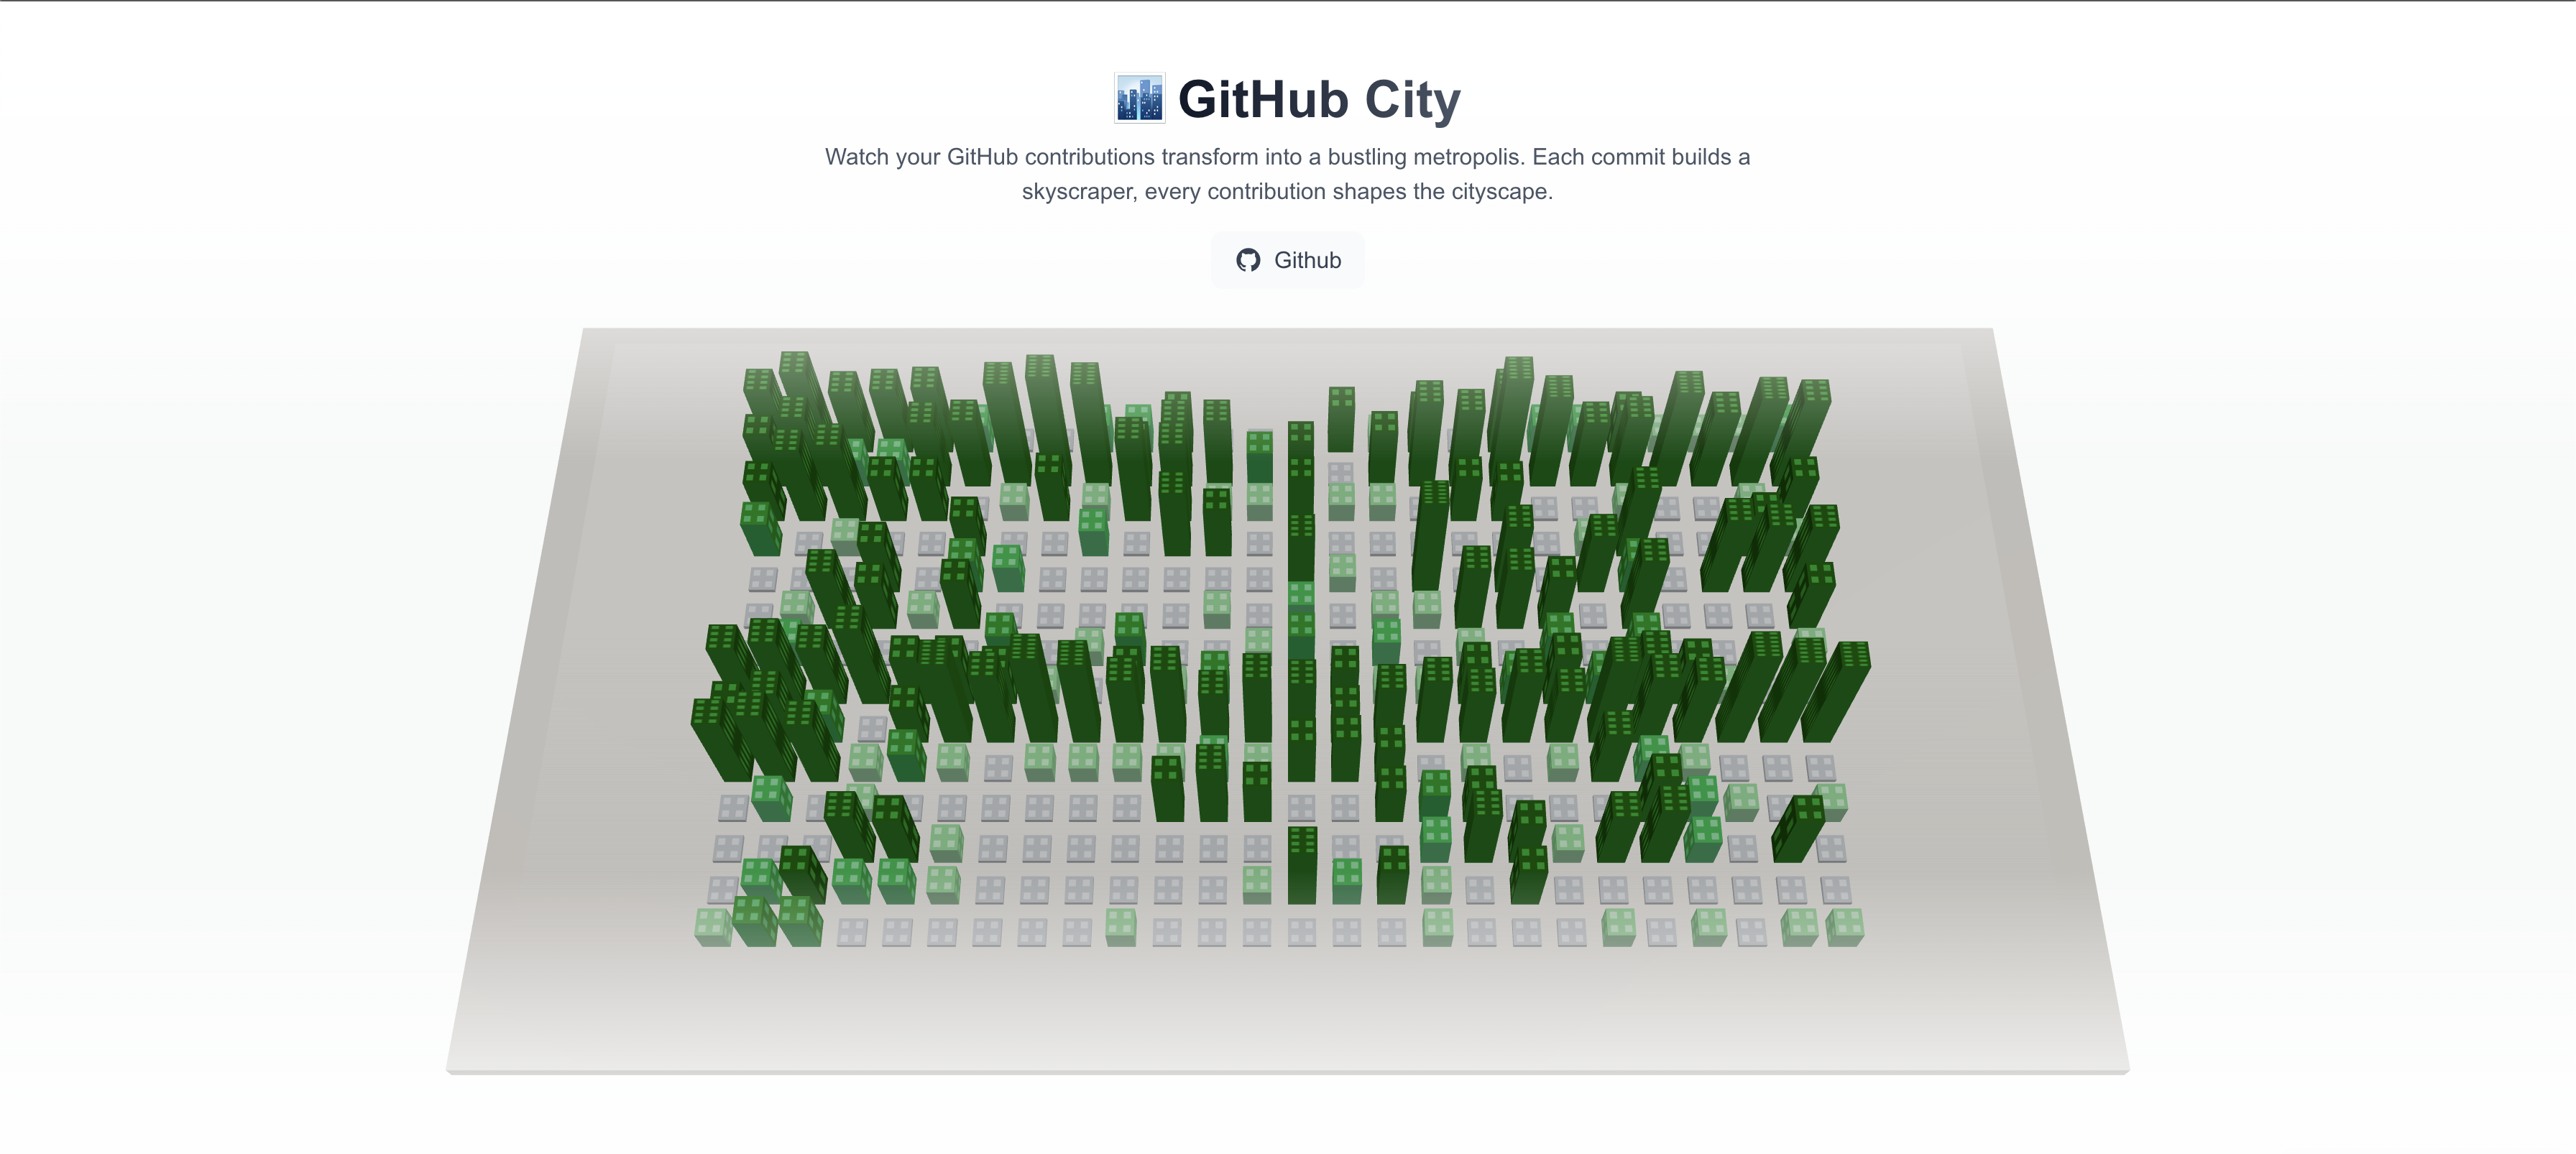 GitHub City
Watch your GitHub contributions transform into a bustling metropolis. Each commit builds a
skyscraper, every contribution shapes the cityscape.
Github